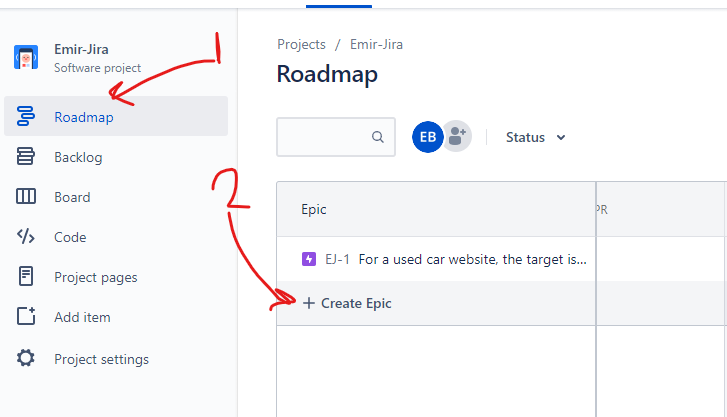 Emir-Jira
Software project
Roadmap
Backlog
Board
Code
Project pages
Add item
Project settings
1
2
Projects / Emir-Jira
Roadmap
EB
Status
Epic
PR
EJ-1 For a used car website, the target is...
+ Create Epic